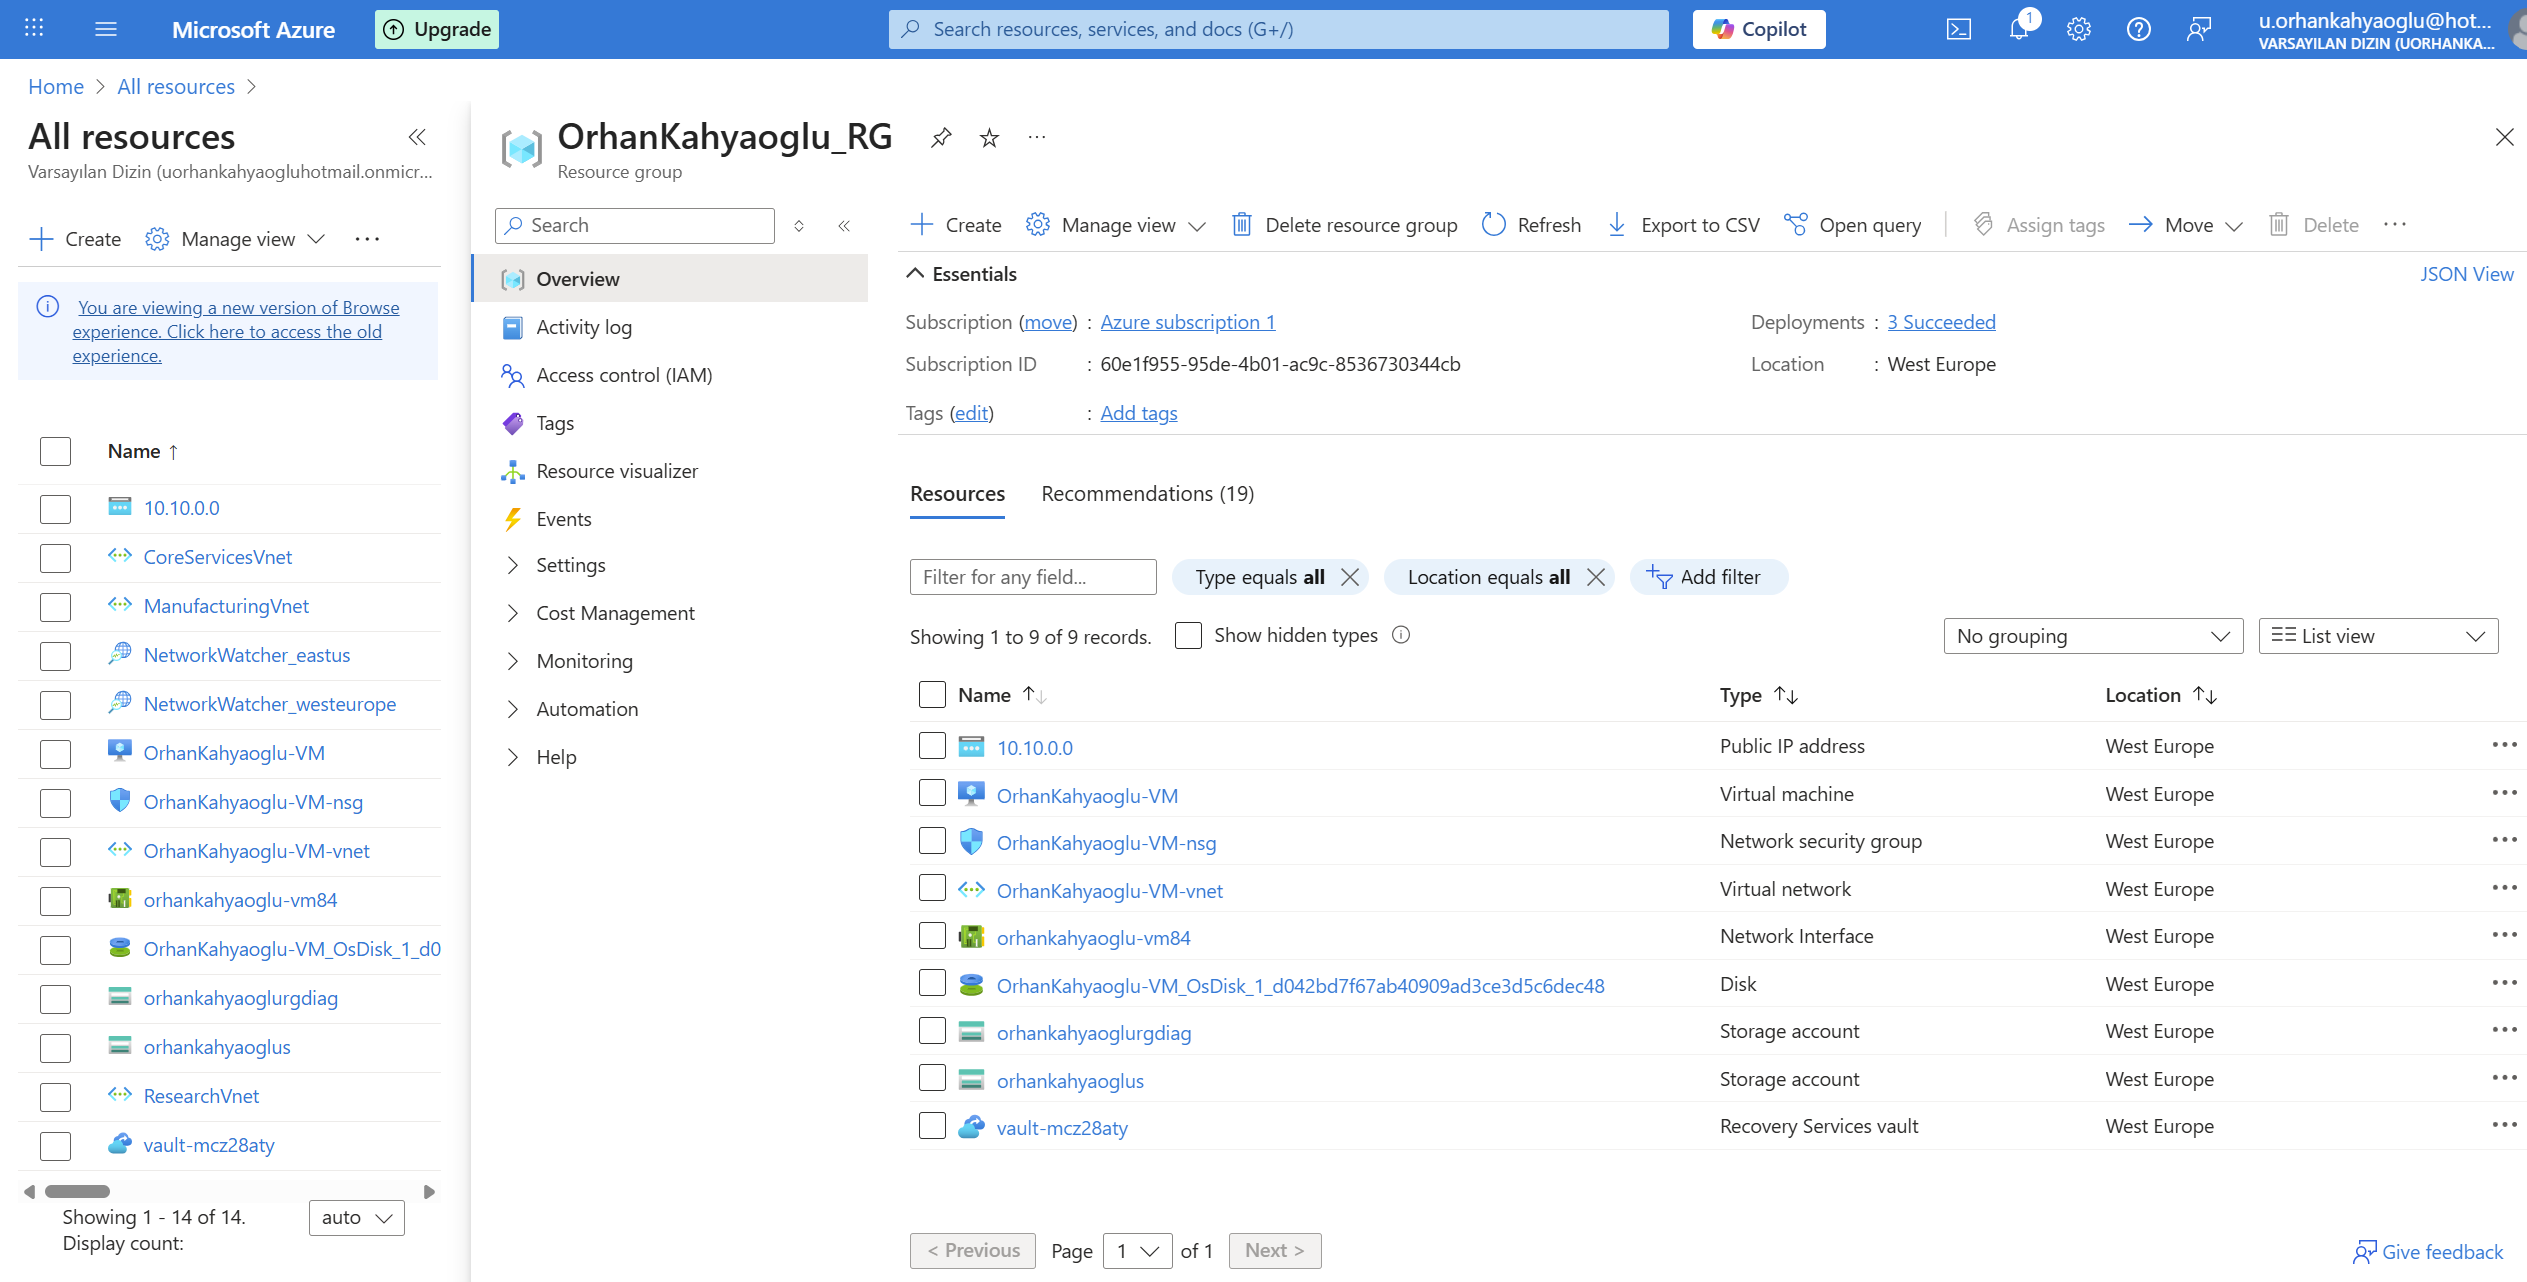 Microsoft Azure
Upgrade
Search resources, services, and docs (G+/)
Copilot
1
u.orhankahyaoglu@hot...
VARSAYILAN DIZIN (UORHANKA...
Home > All resources >
All resources
Varsayılan Dizin (uorhankahyaogluhotmail.onmicr...
Create
Manage view
You are viewing a new version of Browse
experience. Click here to access the old
experience.
Name ↑
10.10.0.0
CoreServicesVnet
ManufacturingVnet
NetworkWatcher_eastus
NetworkWatcher_westeurope
OrhanKahyaoglu-VM
OrhanKahyaoglu-VM-nsg
OrhanKahyaoglu-VM-vnet
orhankahyaoglu-vm84
OrhanKahyaoglu-VM_OsDisk_1_d0
orhankahyaoglurgdiag
orhankahyaoglus
ResearchVnet
vault-mcz28aty
Showing 1 - 14 of 14.
Display count:
auto
OrhanKahyaoglu_RG
Resource group
Search
Overview
Activity log
Access control (IAM)
Tags
Resource visualizer
Events
Settings
Cost Management
Monitoring
Automation
Help
Create
Manage view
Delete resource group
Refresh
Export to CSV
Open query
Assign tags
Move
Delete
Essentials
JSON View
Subscription (move) : Azure subscription 1
Deployments : 3 Succeeded
Subscription ID : 60e1f955-95de-4b01-ac9c-8536730344cb
Location : West Europe
Tags (edit) : Add tags
Resources
Recommendations (19)
Filter for any field...
Type equals all
Location equals all
Add filter
Showing 1 to 9 of 9 records.
Show hidden types
No grouping
List view
Name ↑↓ Type ↑↓ Location ↑↓
10.10.0.0 Public IP address West Europe
OrhanKahyaoglu-VM Virtual machine West Europe
OrhanKahyaoglu-VM-nsg Network security group West Europe
OrhanKahyaoglu-VM-vnet Virtual network West Europe
orhankahyaoglu-vm84 Network Interface West Europe
OrhanKahyaoglu-VM_OsDisk_1_d042bd7f67ab40909ad3ce3d5c6dec48 Disk West Europe
orhankahyaoglurgdiag Storage account West Europe
orhankahyaoglus Storage account West Europe
vault-mcz28aty Recovery Services vault West Europe
< Previous
Page 1 of 1
Next >
Give feedback